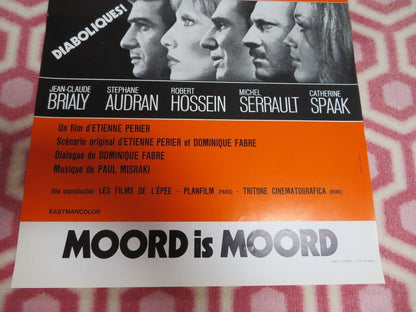 DIABOLIQUES!
JEAN-CLAUDE BRIALY
STEPHANE AUDRAN
ROBERT HOSSEIN
MICHEL SERRAULT
CATHERINE SPAAK
Un film d'ETIENNE PERIER
Scénario original d'ETIENNE PERIER et DOMINIQUE FABRE
Dialogue de DOMINIQUE FABRE
Musique de PAUL MISRAKI
Une coproduction LES FILMS DE L'ÉPÉE - PLANFILM (PARIS) - TRITONE CINEMATOGRAFICA (ROME)
EASTMANCOLOR
MOORD is MOORD